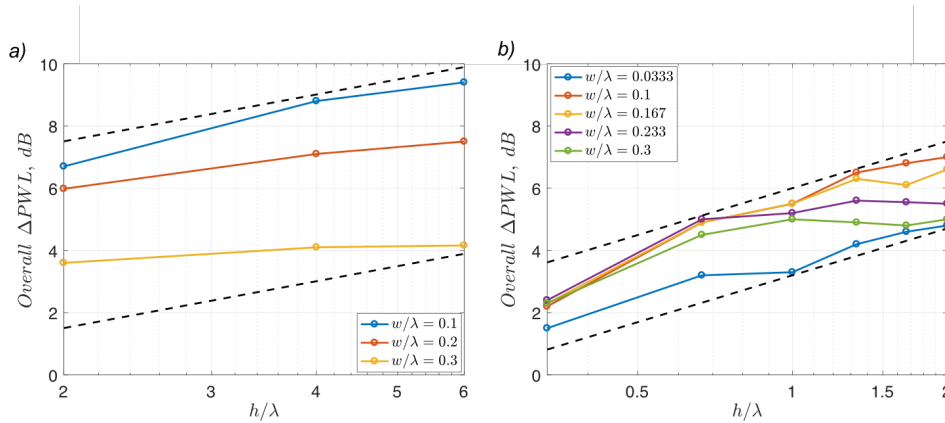 a)
10
8
6
4
2
0
Overall ΔPWL, dB
w/λ = 0.1
w/λ = 0.2
w/λ = 0.3
2
3
4
5
6
h/λ
b)
10
8
6
4
2
0
Overall ΔPWL, dB
w/λ = 0.0333
w/λ = 0.1
w/λ = 0.167
w/λ = 0.233
w/λ = 0.3
0.5
1
1.5
2
h/λ